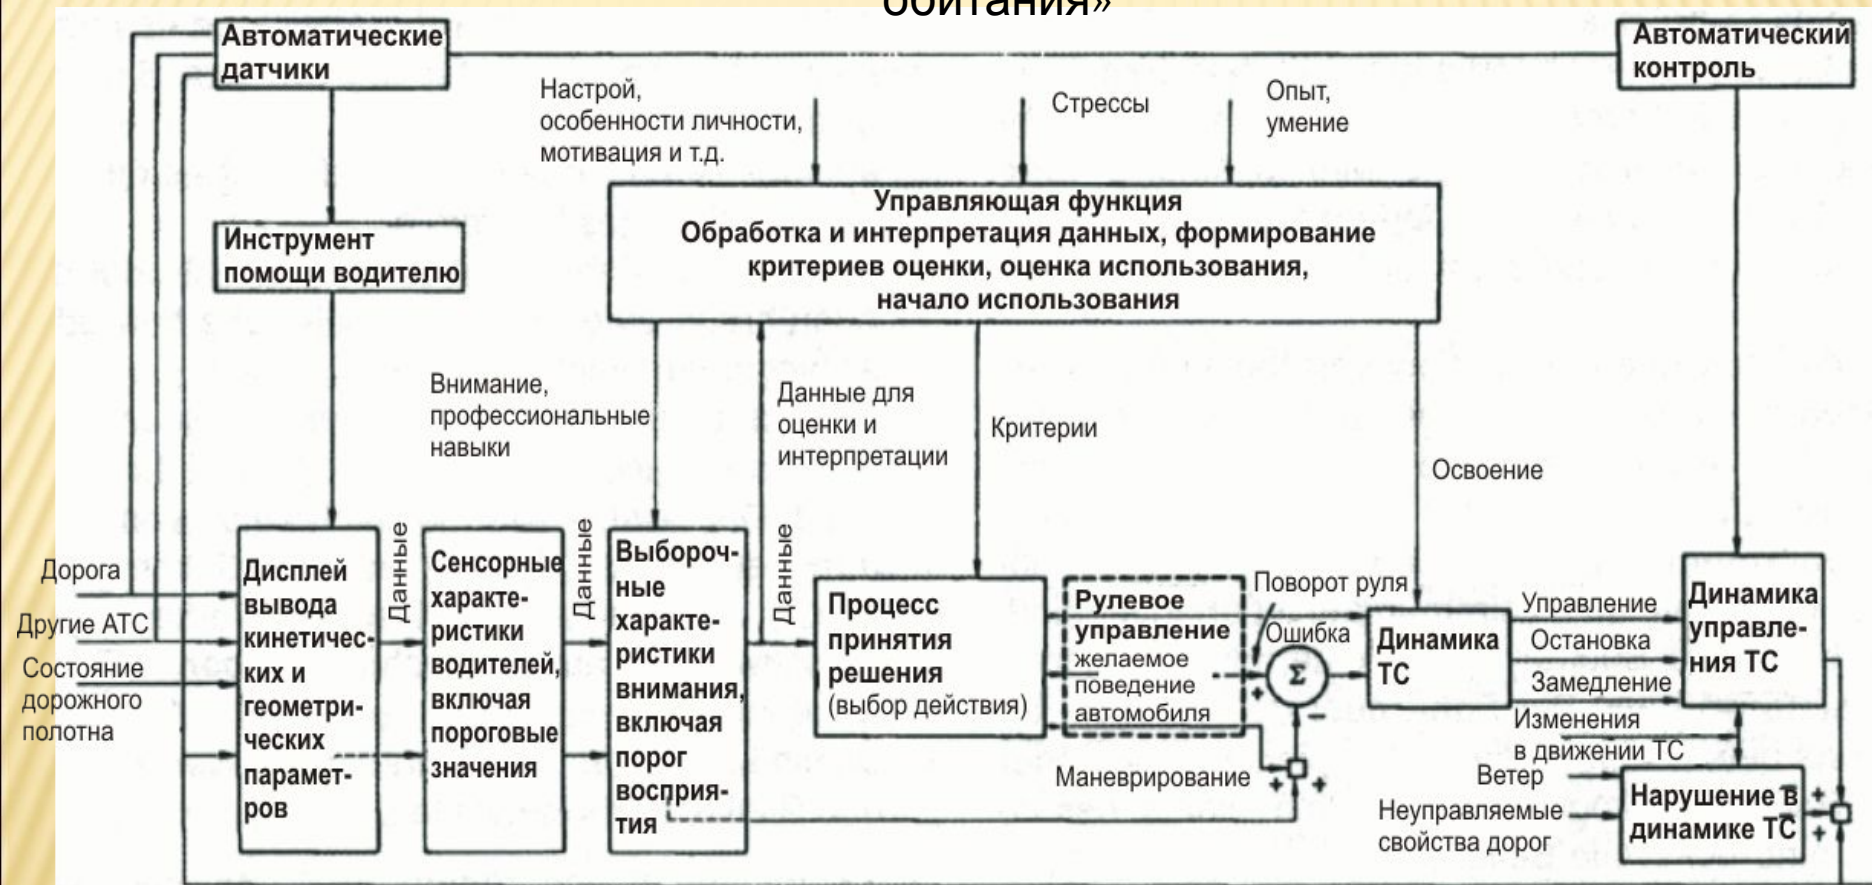 обитания»
Автоматические
датчики
Автоматический
контроль
Настрой,
особенности личности,
мотивация и т.д.
Стрессы
Опыт,
умение
Управляющая функция
Обработка и интерпретация данных, формирование
критериев оценки, оценка использования,
начало использования
Инструмент
помощи водителю
Внимание,
профессиональные
навыки
Данные для
оценки и
интерпретации
Критерии
Освоение
Дорога
Другие АТС
Состояние
дорожного
полотна
Дисплей
вывода
кинетичес-
ких и
геометри-
ческих
парамет-
ров
Данные
Сенсорные
характе-
ристики
водителей,
включая
пороговые
значения
Данные
Выбороч-
ные
характе-
ристики
внимания,
включая
порог
восприя-
тия
Данные
Процесс
принятия
решения
(выбор действия)
Рулевое
управление
желаемое
поведение
автомобиля
Поворот руля
Ошибка
Σ
+
−
Маневрирование
+ +
Динамика
ТС
Управление
Остановка
Замедление
Динамика
управле-
ния ТС
Изменения
в движении ТС
Ветер
Неуправляемые
свойства дорог
Нарушение в
динамике ТС
+
+